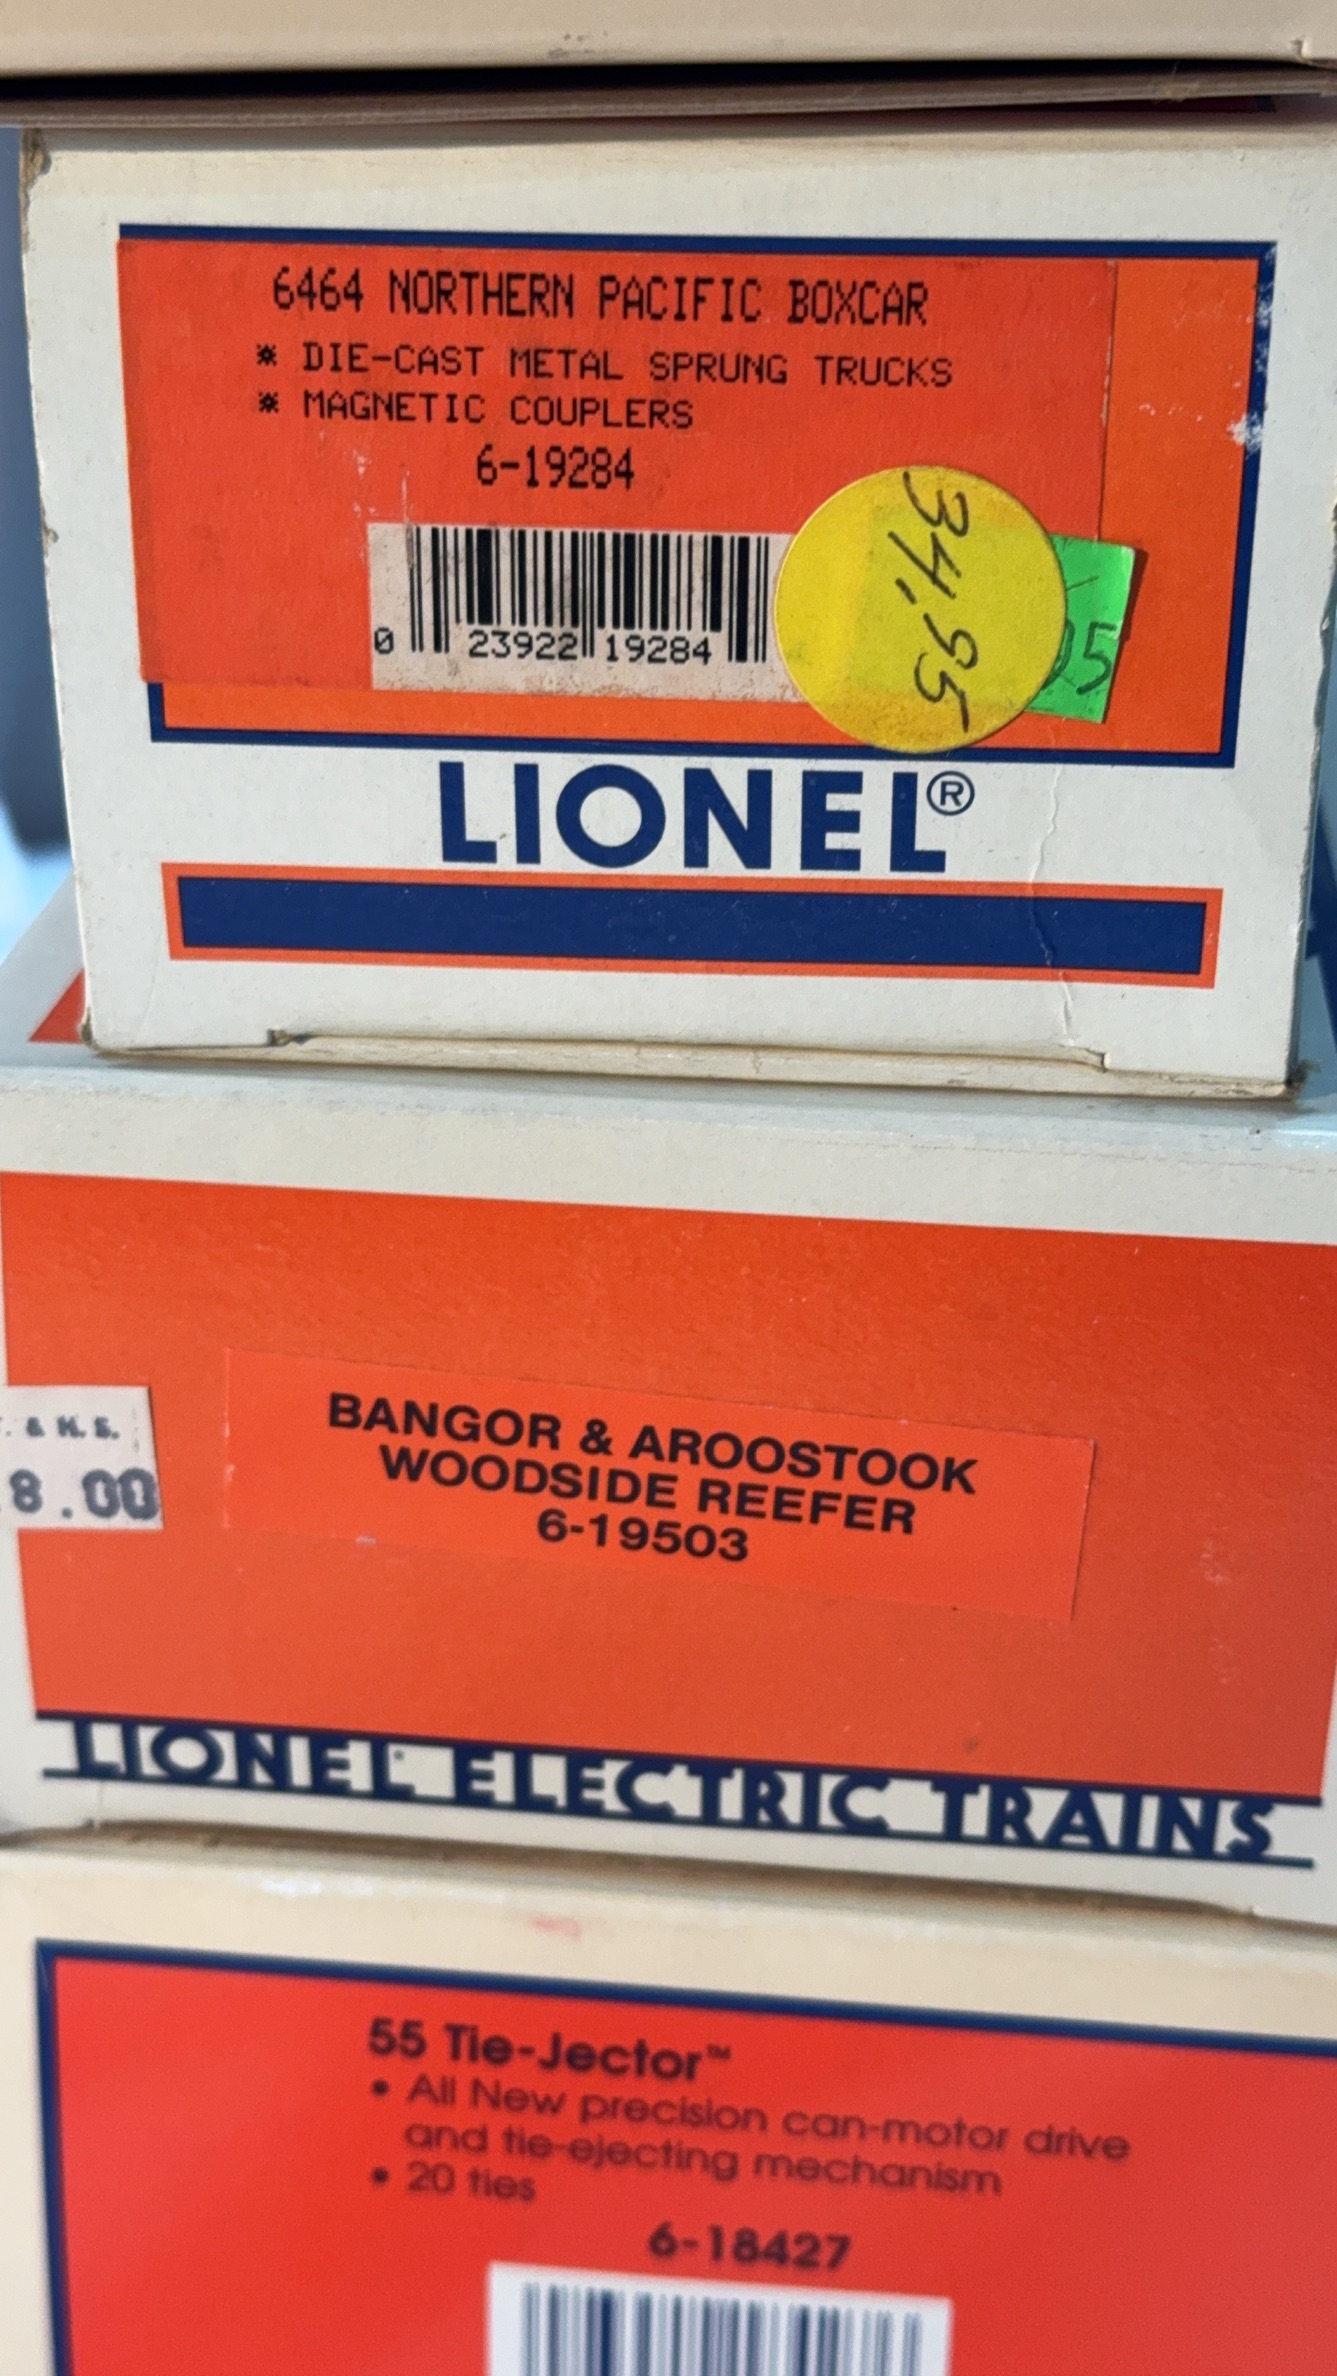 6464 NORTHERN PACIFIC BOXCAR
* DIE-CAST METAL SPRUNG TRUCKS
* MAGNETIC COUPLERS
6-19284
34.95
95
0 23922 19284
LIONEL®
BANGOR & AROOSTOOK
WOODSIDE REEFER
6-19503
. & H. S.
8.00
LIONEL ELECTRIC TRAINS
55 Tie-Jector™
• All New precision can-motor drive
and tie-ejecting mechanism
• 20 ties
6-18427